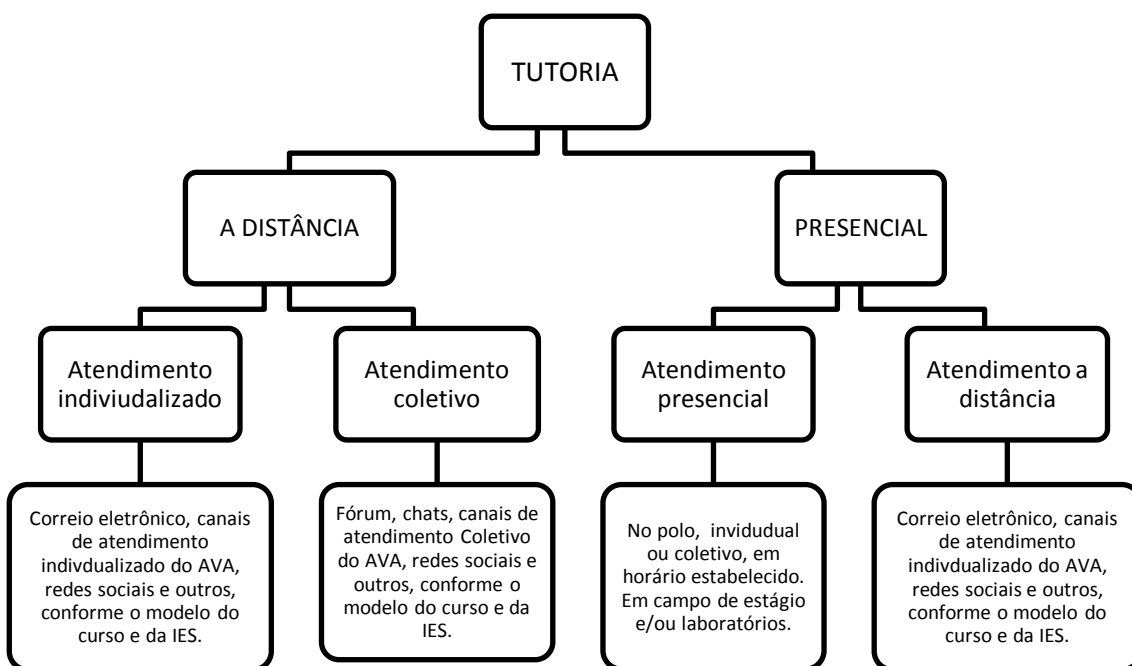 TUTORIA
A DISTÂNCIA
PRESENCIAL
Atendimento
indiviudalizado
Atendimento
coletivo
Atendimento
presencial
Atendimento a
distância
Correio eletrônico, canais
de atendimento
indivdualizado do AVA,
redes sociais e outros,
conforme o modelo do
curso e da IES.
Fórum, chats, canais de
atendimento Coletivo
do AVA, redes sociais e
outros, conforme o
modelo do curso e da
IES.
No polo, invidudual
ou coletivo, em
horário estabelecido.
Em campo de estágio
e/ou laboratórios.
Correio eletrônico, canais
de atendimento
indivdualizado do AVA,
redes sociais e outros,
conforme o modelo do
curso e da IES.